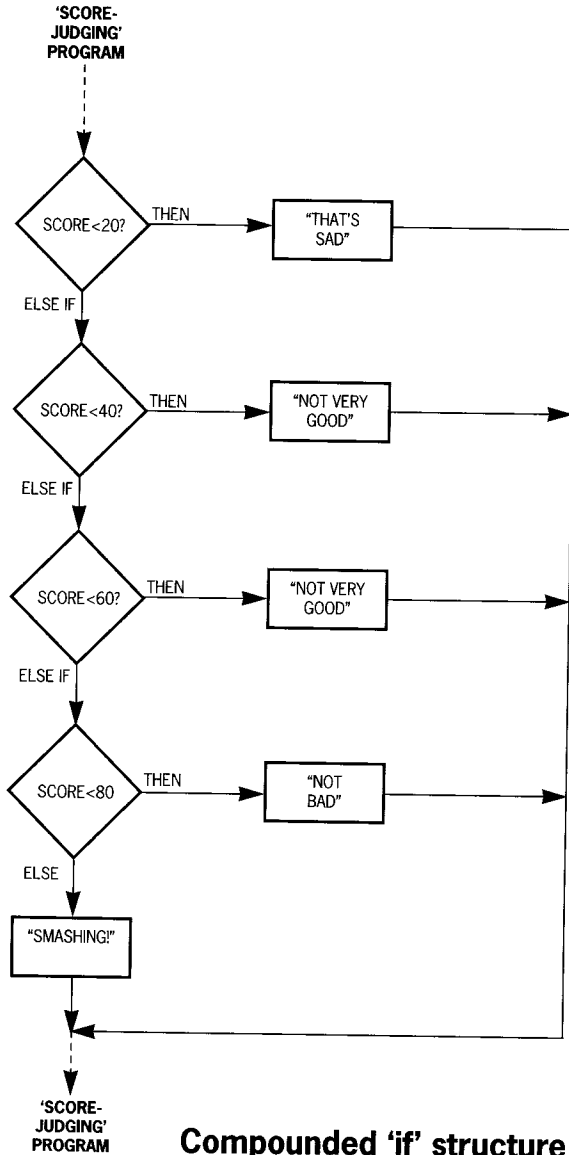 'SCORE-
JUDGING'
PROGRAM
SCORE<20?
THEN
"THAT'S
SAD"
ELSE IF
SCORE<40?
THEN
"NOT VERY
GOOD"
ELSE IF
SCORE<60?
THEN
"NOT VERY
GOOD"
ELSE IF
SCORE<80
THEN
"NOT
BAD"
ELSE
"SMASHING!"
'SCORE-
JUDGING'
PROGRAM
Compounded 'if' structure